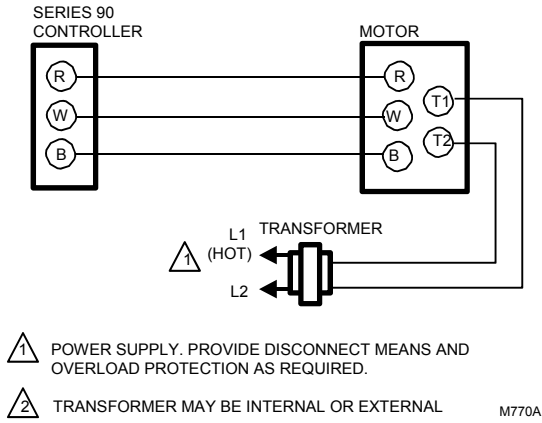 SERIES 90
CONTROLLER
MOTOR
R
R
T1
W
W
T2
B
B
L1
(HOT)
TRANSFORMER
1
L2
1
POWER SUPPLY. PROVIDE DISCONNECT MEANS AND
OVERLOAD PROTECTION AS REQUIRED.
2
TRANSFORMER MAY BE INTERNAL OR EXTERNAL
M770A